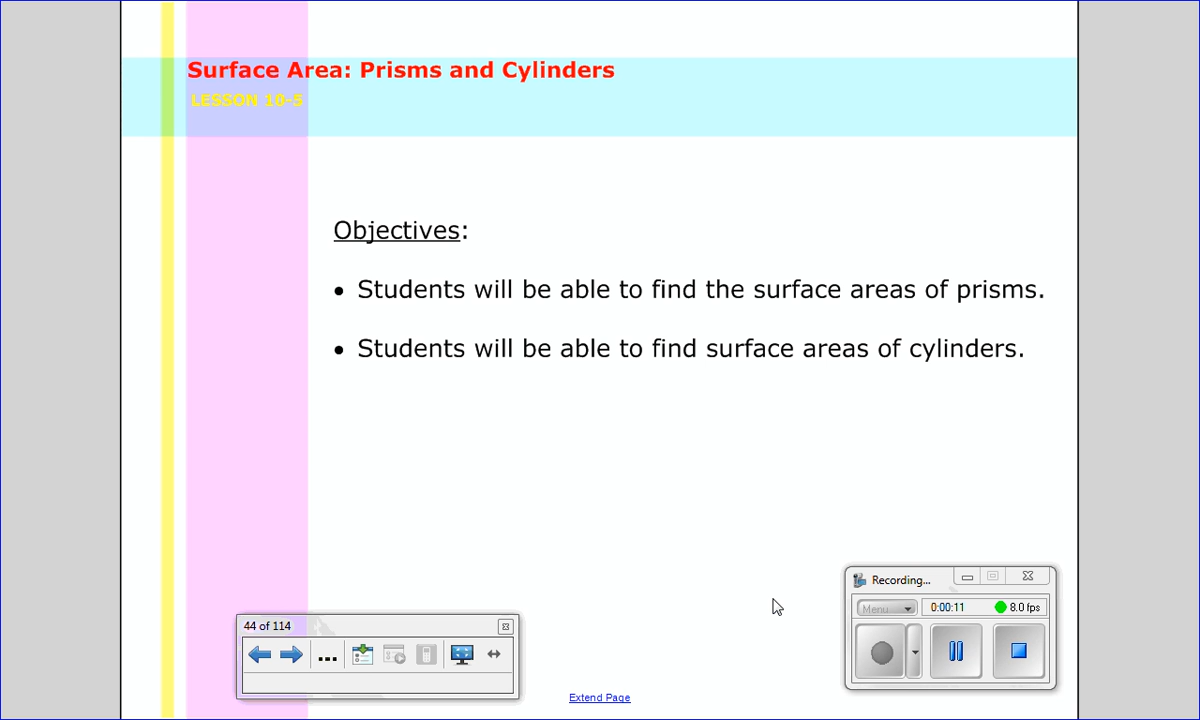 Surface Area: Prisms and Cylinders
LESSON 10-5
Objectives:
• Students will be able to find the surface areas of prisms.
• Students will be able to find surface areas of cylinders.
Recording...
Menu
0:00:11
8.0 fps
44 of 114
...
Extend Page